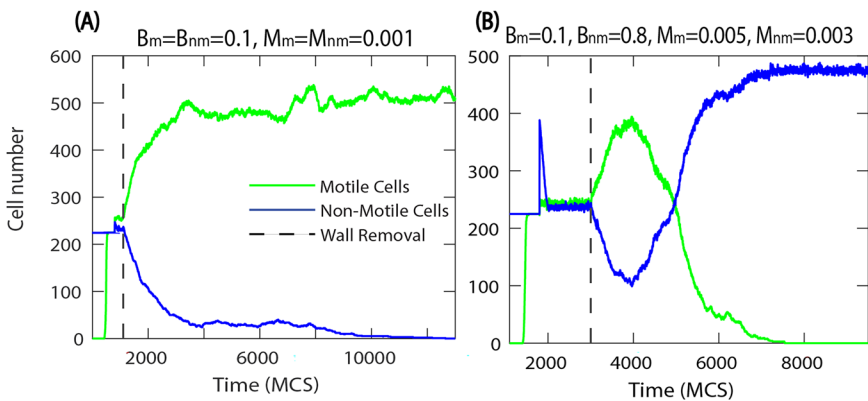 (A)
Bm=Bnm=0.1, Mm=Mnm=0.001
600
500
400
300
200
100
0
Cell number
Motile Cells
Non-Motile Cells
Wall Removal
2000
6000
10000
Time (MCS)
(B)
Bm=0.1, Bnm=0.8, Mm=0.005, Mnm=0.003
500
400
300
200
100
0
2000
4000
6000
8000
Time (MCS)